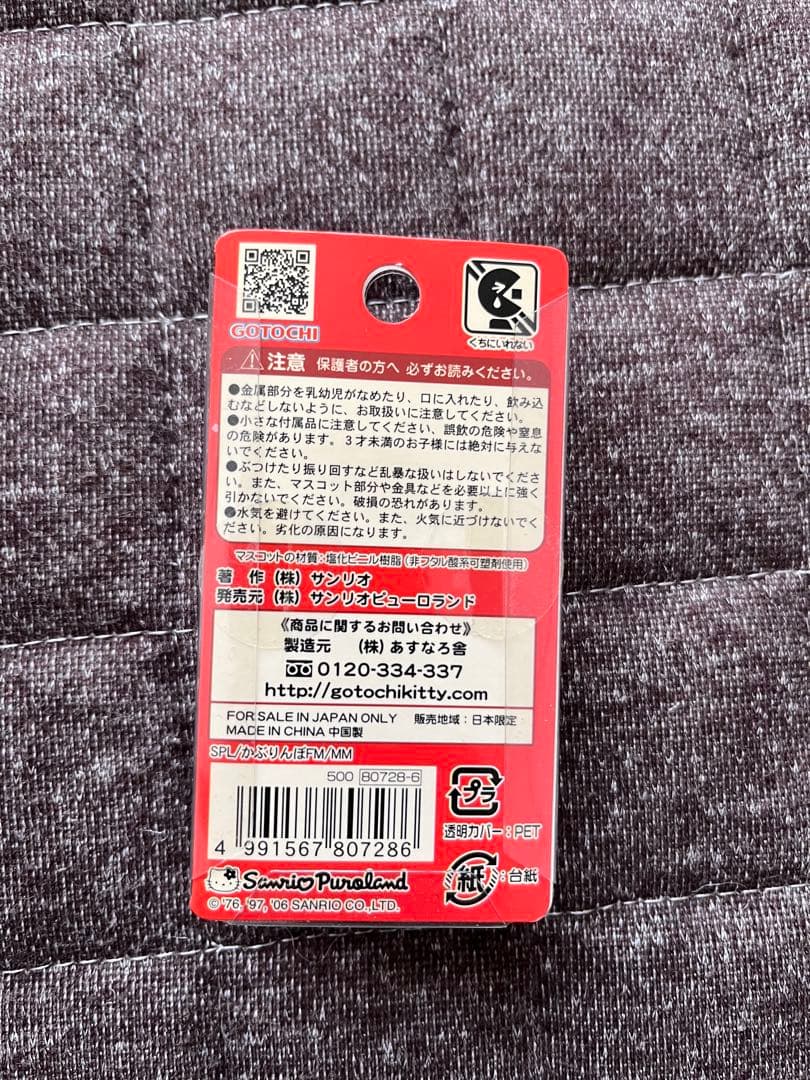 GOTOCHI
くちにいれない
注意 保護者の方へ 必ずお読みください。
●金属部分を乳幼児がなめたり、口に入れたり、飲み込
むなどしないように、お取扱いに注意してください。
●小さな付属品に注意してください、誤飲の危険や窒息
の危険があります。3才未満のお子様には絶対に与えな
いでください。
●ぶつけたり振り回すなど乱暴な扱いはしないでくださ
い。また、マスコット部分や金具などを必要以上に強く
引かないでください。破損の恐れがあります。
●水気を避けてください。また、火気に近づけないでく
ださい。劣化の原因になります。
マスコットの材質:塩化ビニル樹脂(非フタル酸系可塑剤使用)
著 作 (株) サンリオ
発売元 (株) サンリオピューロランド
《商品に関するお問い合わせ》
製造元 (株) あすなろ舎
0120-334-337
http://gotochikitty.com
FOR SALE IN JAPAN ONLY 販売地域:日本限定
MADE IN CHINA 中国製
SPL/かぶりんぼFM/MM
500 80728-6
4 991567 807286
プラ
透明カバー:PET
紙 :台紙
Sanrio Puroland
© '76, '97, '06 SANRIO CO.,LTD.